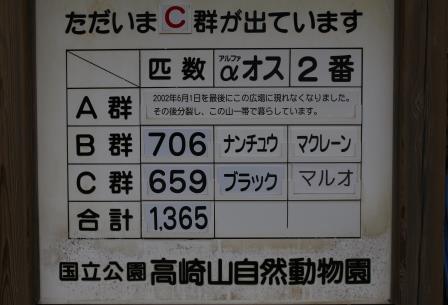 ただいまC群が出ています
匹数 αアルファオス 2番
A群 2002年6月1日を最後にこの広場に現れなくなりました。
その後分裂し、この山一帯で暮らしています。
B群 706 ナンチュウ マクレーン
C群 659 ブラック マルオ
合計 1,365
国立公園 高崎山自然動物園